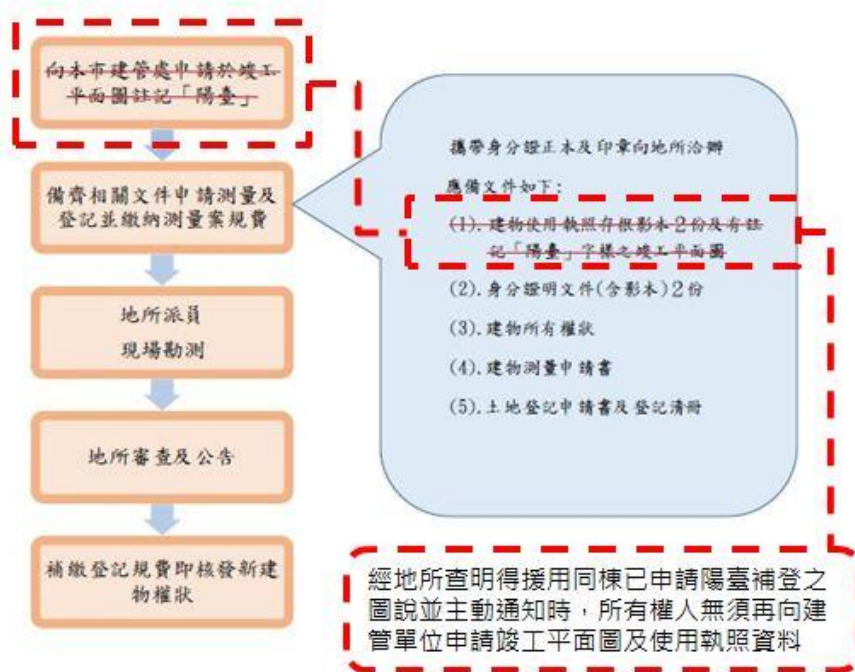 向本市建管處申請於竣工
平面圖註記「陽臺」
備齊相關文件申請測量及
登記並繳納測量案規費
地所派員
現場勘測
地所審查及公告
補繳登記規費即核發新建
物權狀
攜帶身分證正本及印章向地所洽辦
應備文件如下:
(1).建物使用執照存根影本2份及有註
記「陽臺」字樣之竣工平面圖
(2).身分證明文件(含影本)2份
(3).建物所有權狀
(4).建物測量申請書
(5).土地登記申請書及登記清冊
經地所查明得援用同棟已申請陽臺補登之
圖說並主動通知時，所有權人無須再向建
管單位申請竣工平面圖及使用執照資料